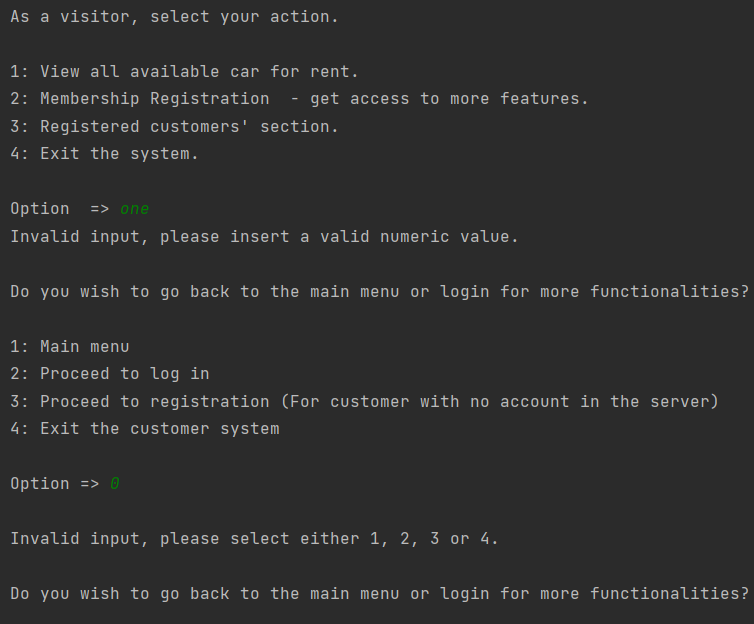 As a visitor, select your action.
1: View all available car for rent.
2: Membership Registration  - get access to more features.
3: Registered customers' section.
4: Exit the system.
Option  => one
Invalid input, please insert a valid numeric value.
Do you wish to go back to the main menu or login for more functionalities?
1: Main menu
2: Proceed to log in
3: Proceed to registration (For customer with no account in the server)
4: Exit the customer system
Option => 0
Invalid input, please select either 1, 2, 3 or 4.
Do you wish to go back to the main menu or login for more functionalities?